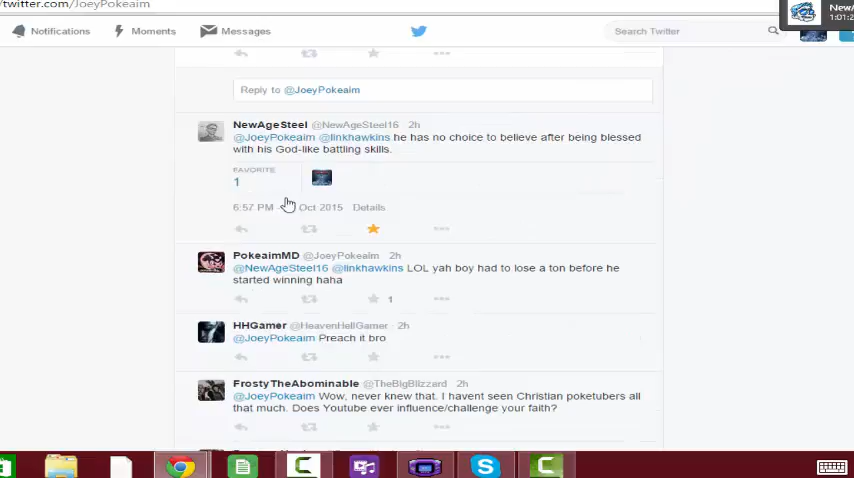 /twitter.com/JoeyPokeaim
NewA
1:01:2
Notifications Moments Messages Search Twitter
Reply to @JoeyPokeaim
NewAgeSteel @NewAgeSteel16 2h
@JoeyPokeaim @linkhawkins he has no choice to believe after being blessed
with his God-like battling skills.
FAVORITE
1
6:57 PM - Oct 2015 Details
PokeaimMD @JoeyPokeaim 2h
@NewAgeSteel16 @linkhawkins LOL yah boy had to lose a ton before he
started winning haha
1
HHGamer @HeavenHellGamer 2h
@JoeyPokeaim Preach it bro
FrostyTheAbominable @TheBigBlizzard 2h
@JoeyPokeaim Wow, never knew that. I havent seen Christian poketubers all
that much. Does Youtube ever influence/challenge your faith?